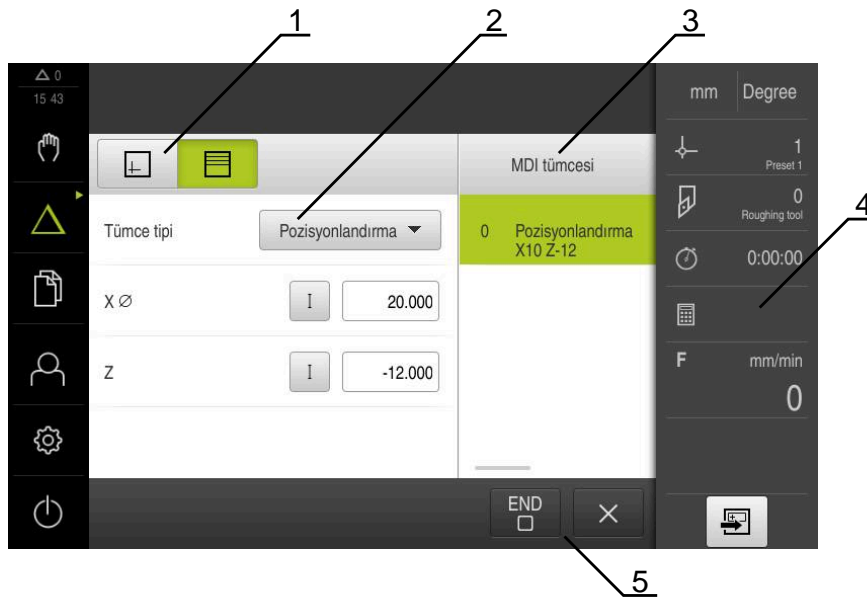 1
2
3
0
15 43
mm
Degree
1
Preset 1
MDI tümcesi
0
Roughing tool
4
Tümce tipi
Pozisyonlandırma
0
Pozisyonlandırma
X10 Z-12
0:00:00
X Ø
I
20.000
Z
I
-12.000
F
mm/min
0
END
5